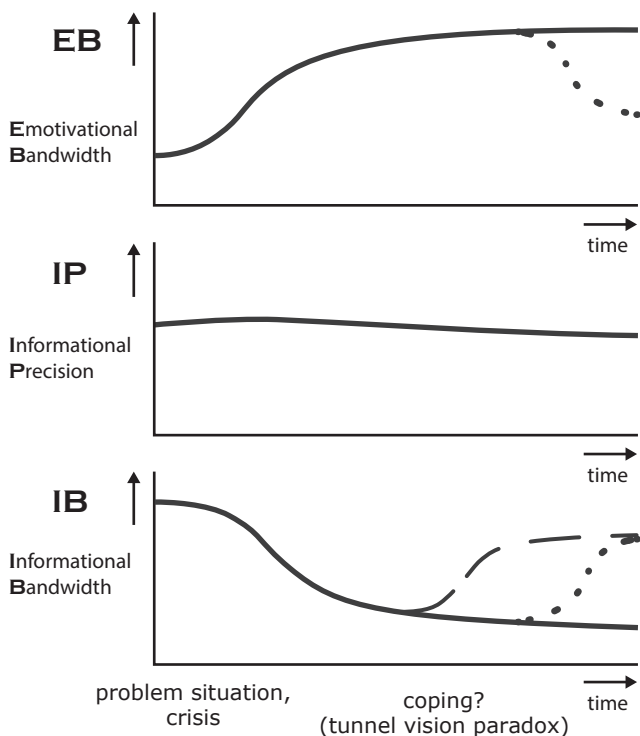 EB
Emotivational
Bandwidth
time
IP
Informational
Precision
time
IB
Informational
Bandwidth
time
problem situation,
crisis
coping?
(tunnel vision paradox)